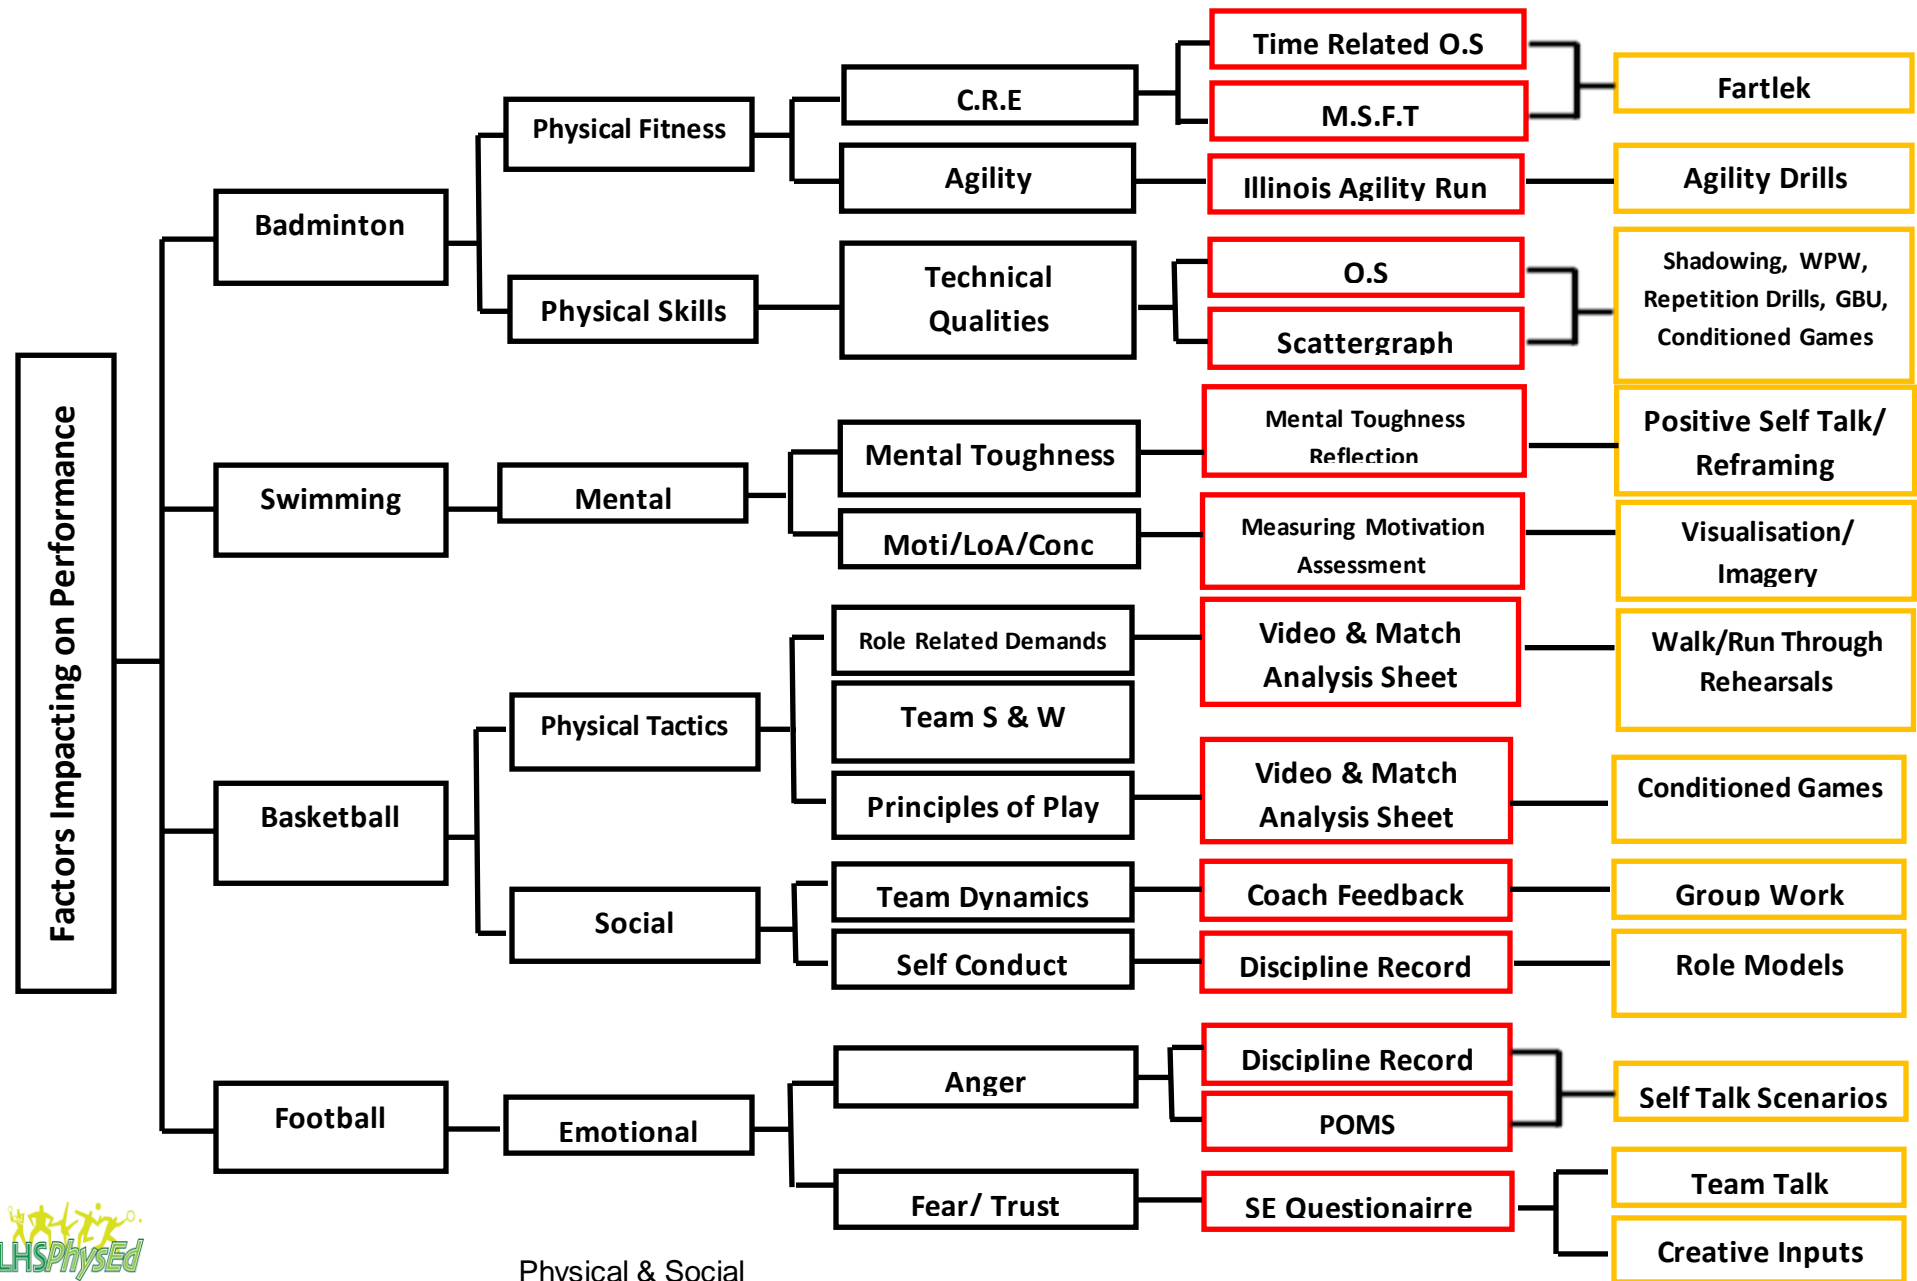 Factors Impacting on Performance
Badminton
Physical Fitness
C.R.E
Time Related O.S
M.S.F.T
Fartlek
Agility
Illinois Agility Run
Agility Drills
Physical Skills
Technical
Qualities
O.S
Scattergraph
Shadowing, WPW,
Repetition Drills, GBU,
Conditioned Games
Swimming
Mental
Mental Toughness
Mental Toughness
Reflection
Positive Self Talk/
Reframing
Moti/LoA/Conc
Measuring Motivation
Assessment
Visualisation/
Imagery
Basketball
Physical Tactics
Role Related Demands
Video & Match
Analysis Sheet
Walk/Run Through
Rehearsals
Team S & W
Principles of Play
Video & Match
Analysis Sheet
Conditioned Games
Social
Team Dynamics
Coach Feedback
Group Work
Self Conduct
Discipline Record
Role Models
Football
Emotional
Anger
Discipline Record
POMS
Self Talk Scenarios
Fear/ Trust
SE Questionairre
Team Talk
Creative Inputs
LHSPhysEd
Physical & Social